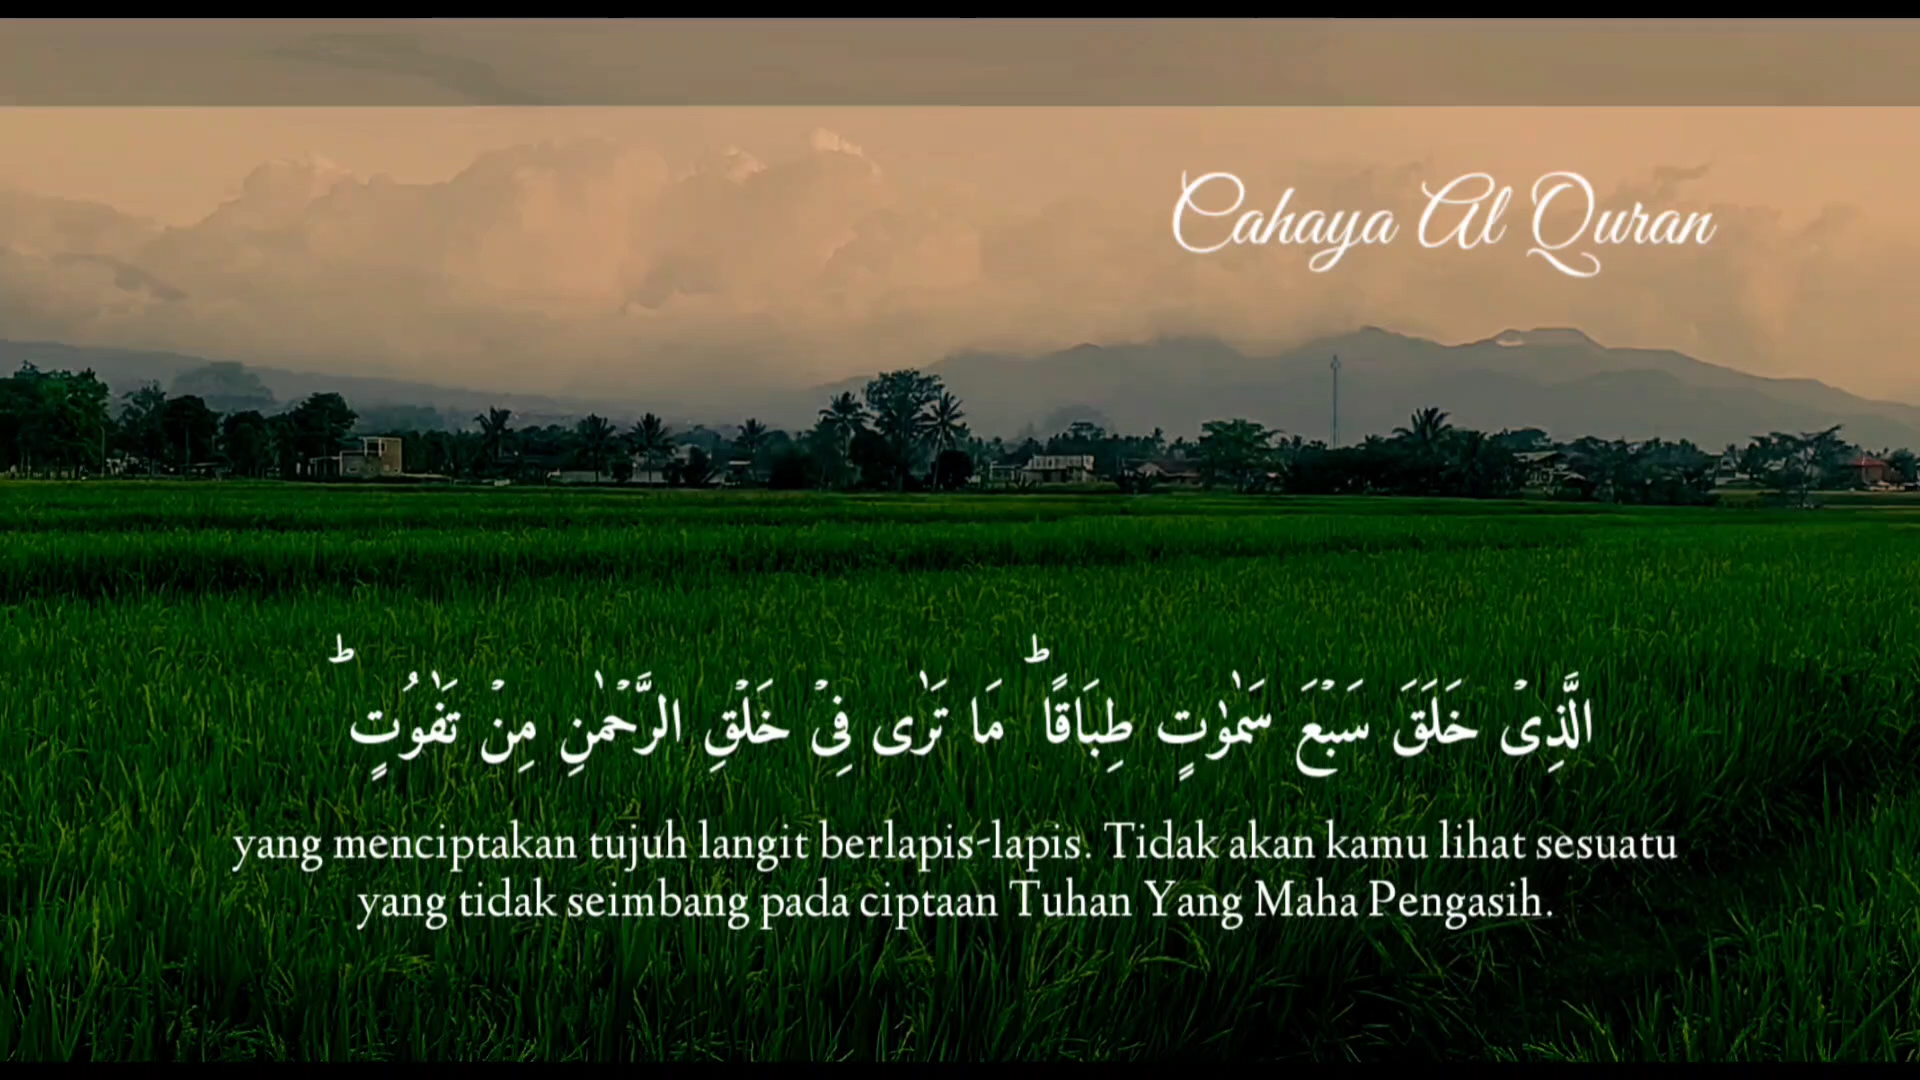 Cahaya Al Quran
الَّذِىۡ خَلَقَ سَبۡعَ سَمٰوٰتٍ طِبَاقًا‌ ؕ مَا تَرٰى فِىۡ خَلۡقِ الرَّحۡمٰنِ مِنۡ تَفٰوُتٍ‌ ؕ
yang menciptakan tujuh langit berlapis-lapis. Tidak akan kamu lihat sesuatu
yang tidak seimbang pada ciptaan Tuhan Yang Maha Pengasih.